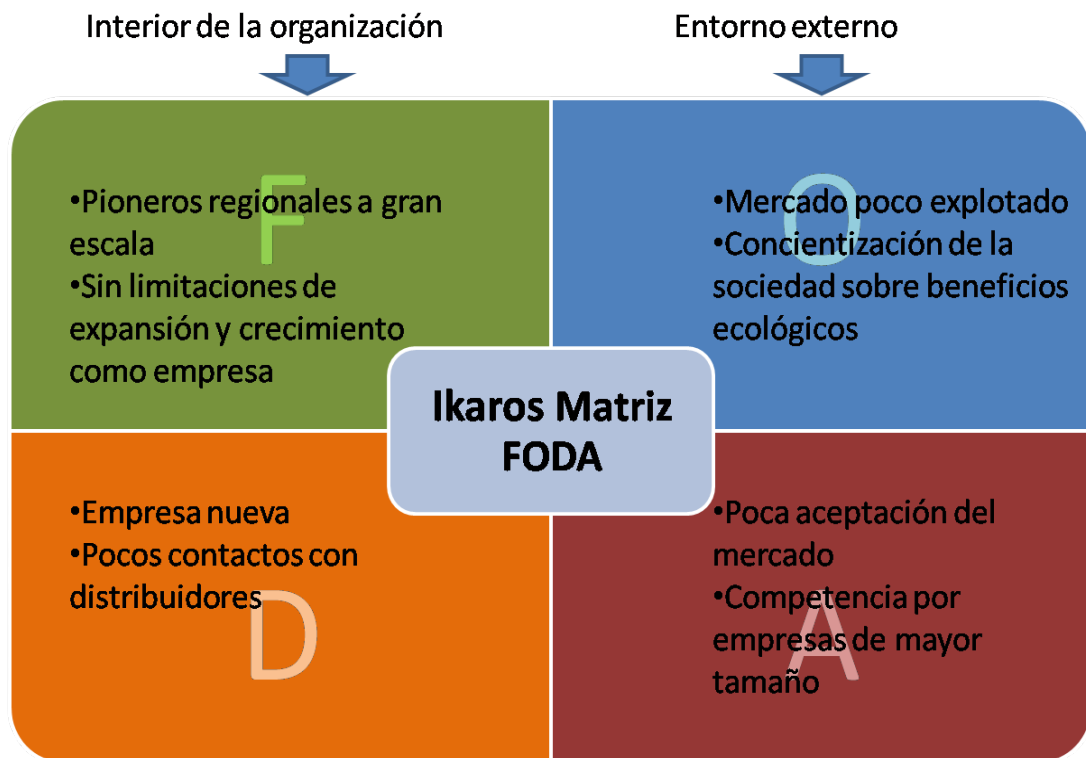 Interior de la organización
Entorno externo
F
•Pioneros regionales a gran
escala
•Sin limitaciones de
expansión y crecimiento
como empresa
O
•Mercado poco explotado
•Concientización de la
sociedad sobre beneficios
ecológicos
Ikaros Matriz
FODA
D
•Empresa nueva
•Pocos contactos con
distribuidores
A
•Poca aceptación del
mercado
•Competencia por
empresas de mayor
tamaño